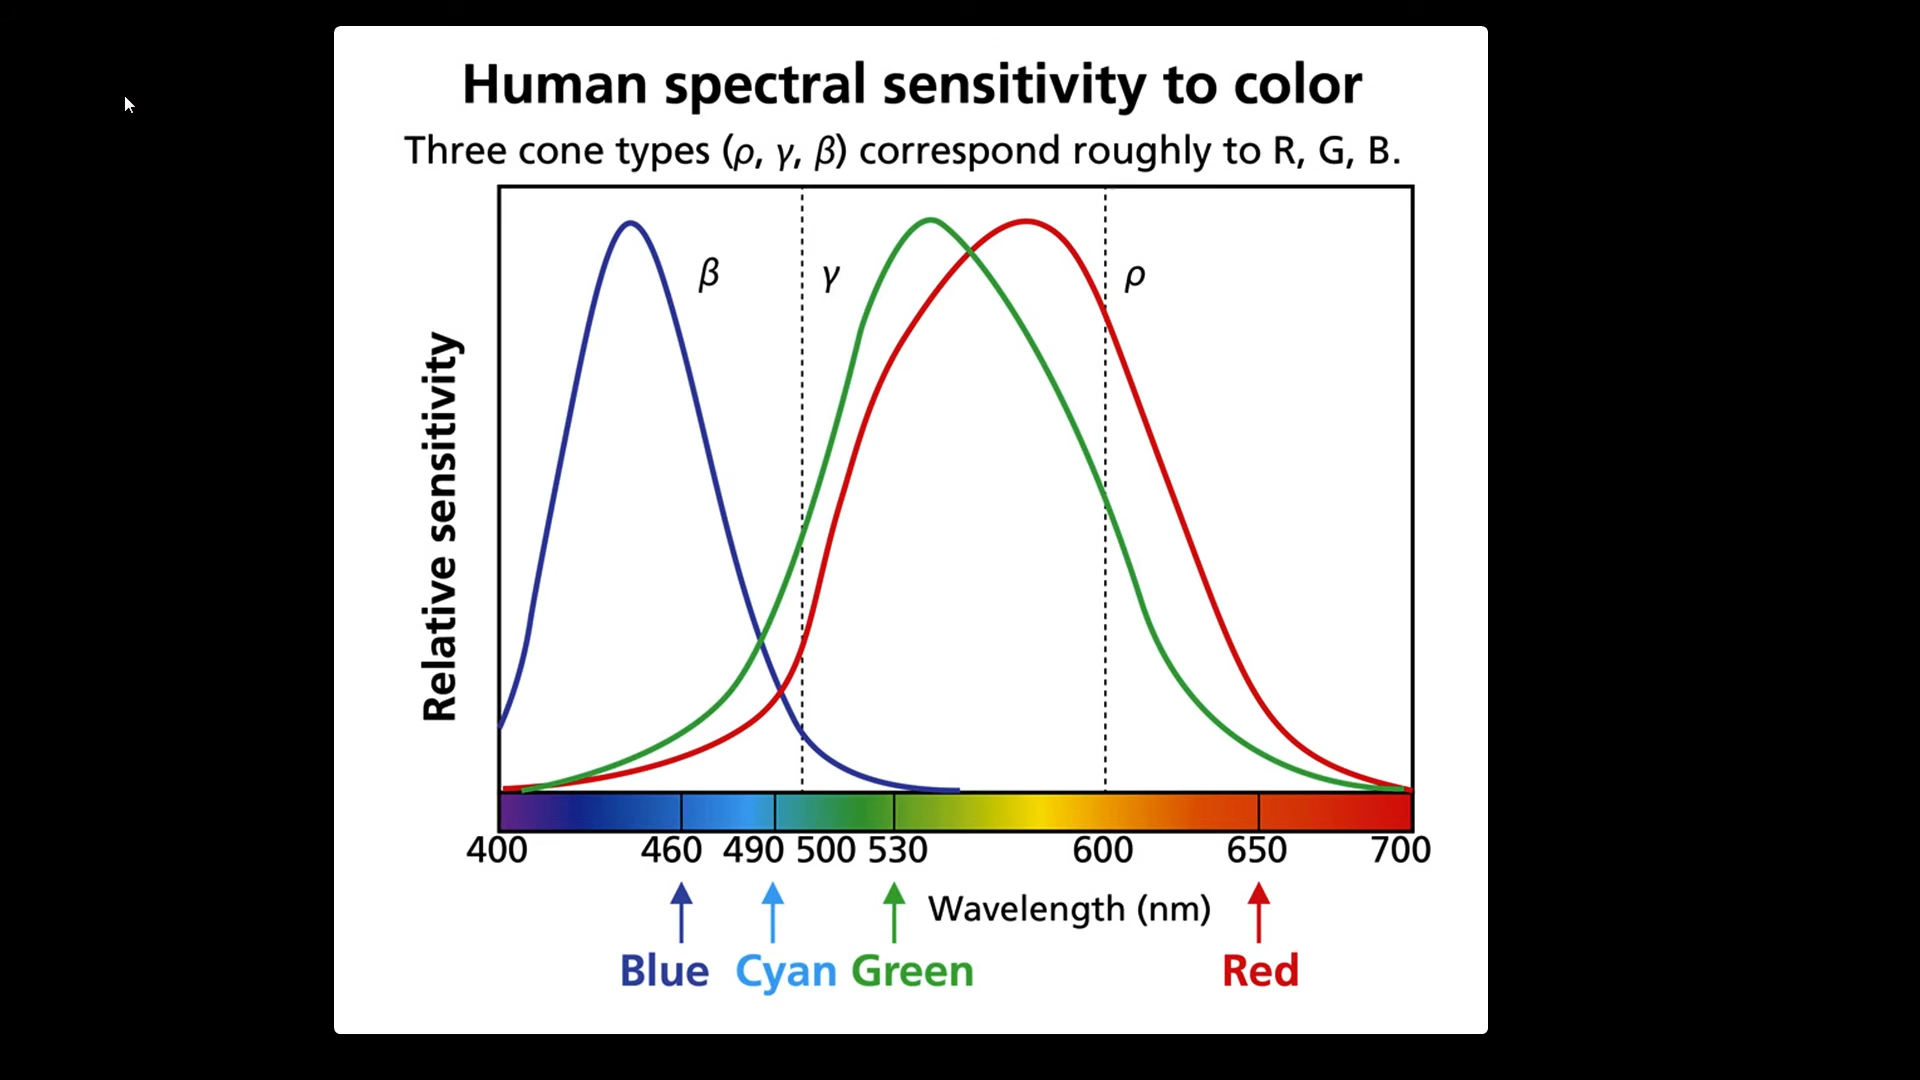 Human spectral sensitivity to color
Three cone types (ρ, γ, β) correspond roughly to R, G, B.
β
γ
ρ
Relative sensitivity
400 460 490 500 530 600 650 700
Wavelength (nm)
Blue Cyan Green Red